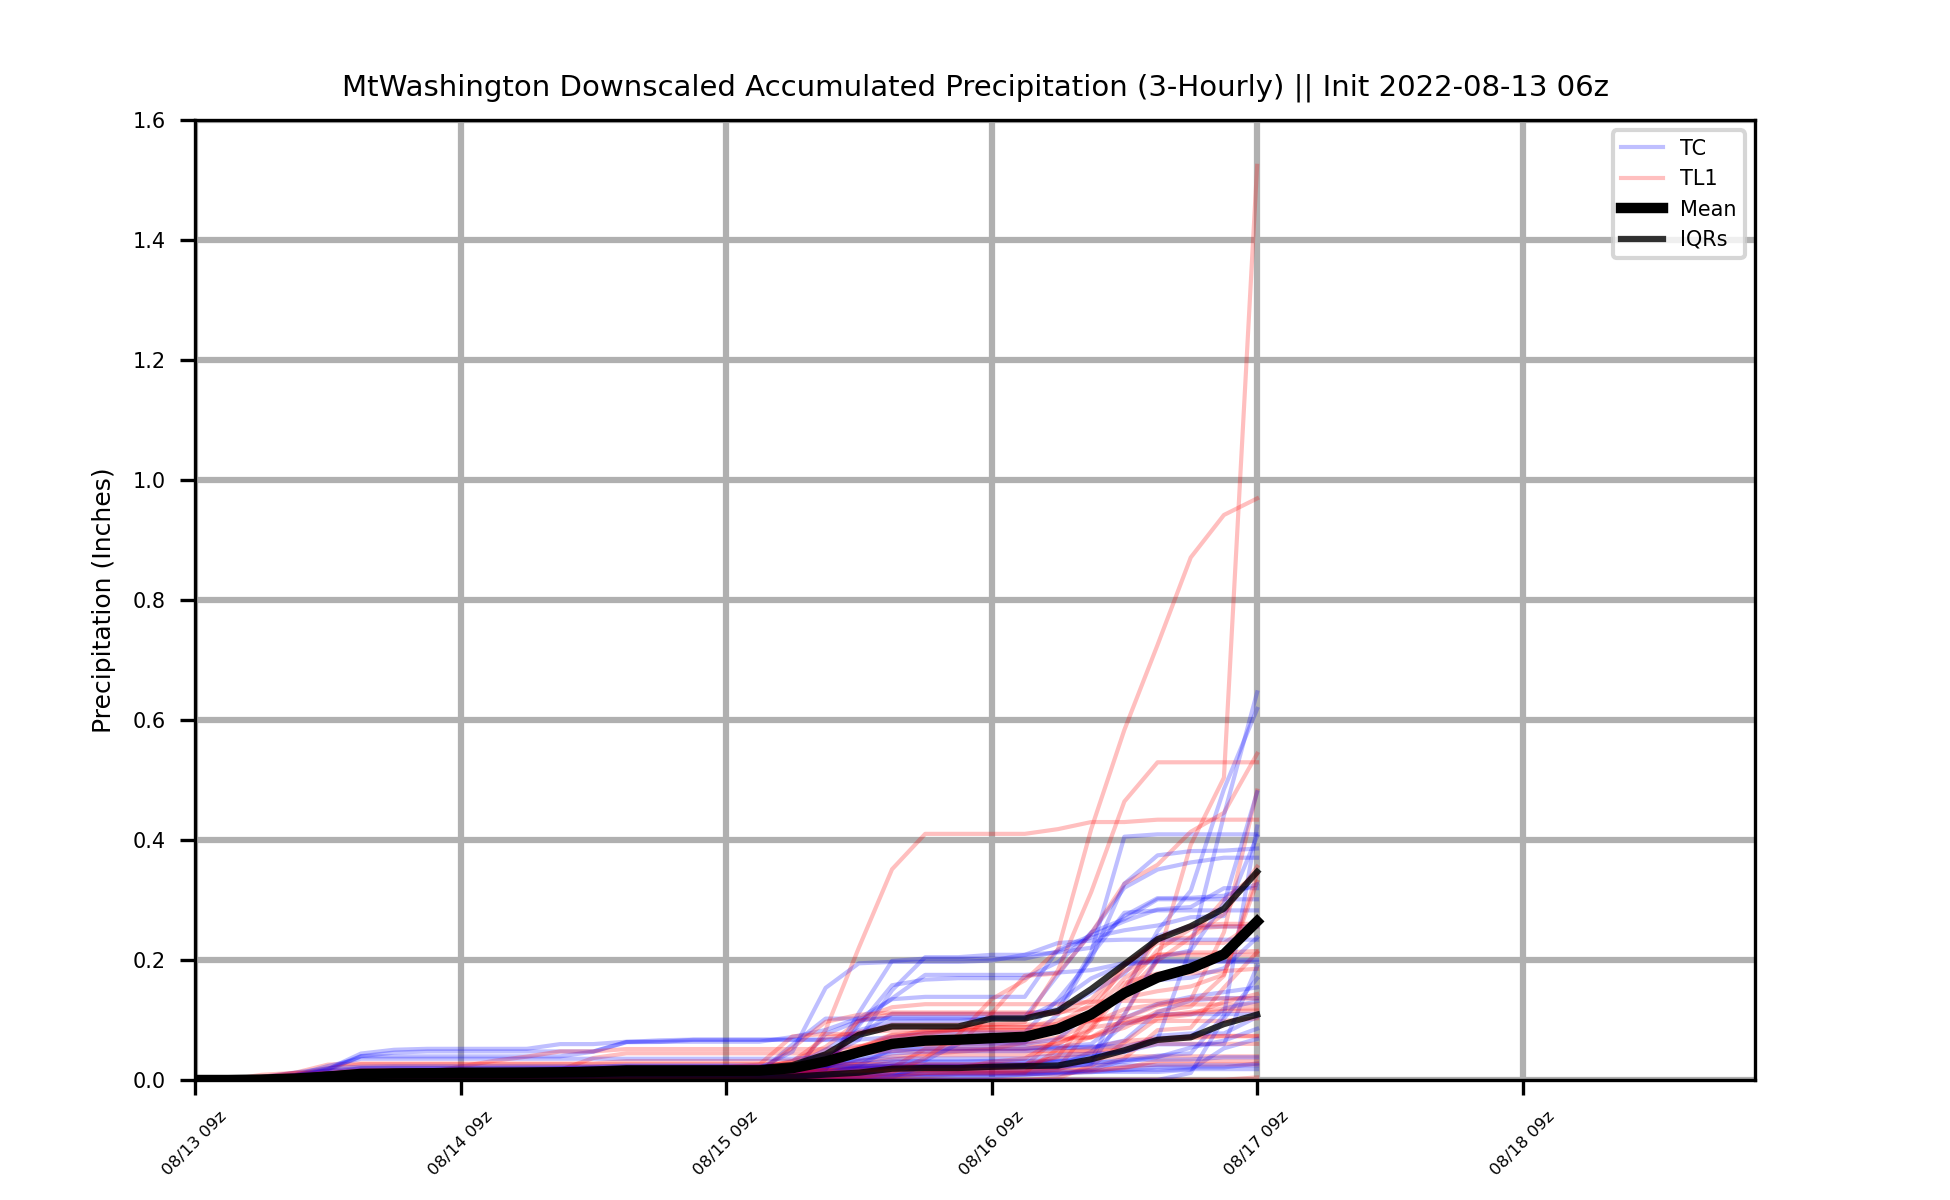 MtWashington Downscaled Accumulated Precipitation (3-Hourly) || Init 2022-08-13 06z
TC
TL1
Mean
IQRs
Precipitation (Inches)
1.6
1.4
1.2
1.0
0.8
0.6
0.4
0.2
0.0
08/13 09z
08/14 09z
08/15 09z
08/16 09z
08/17 09z
08/18 09z